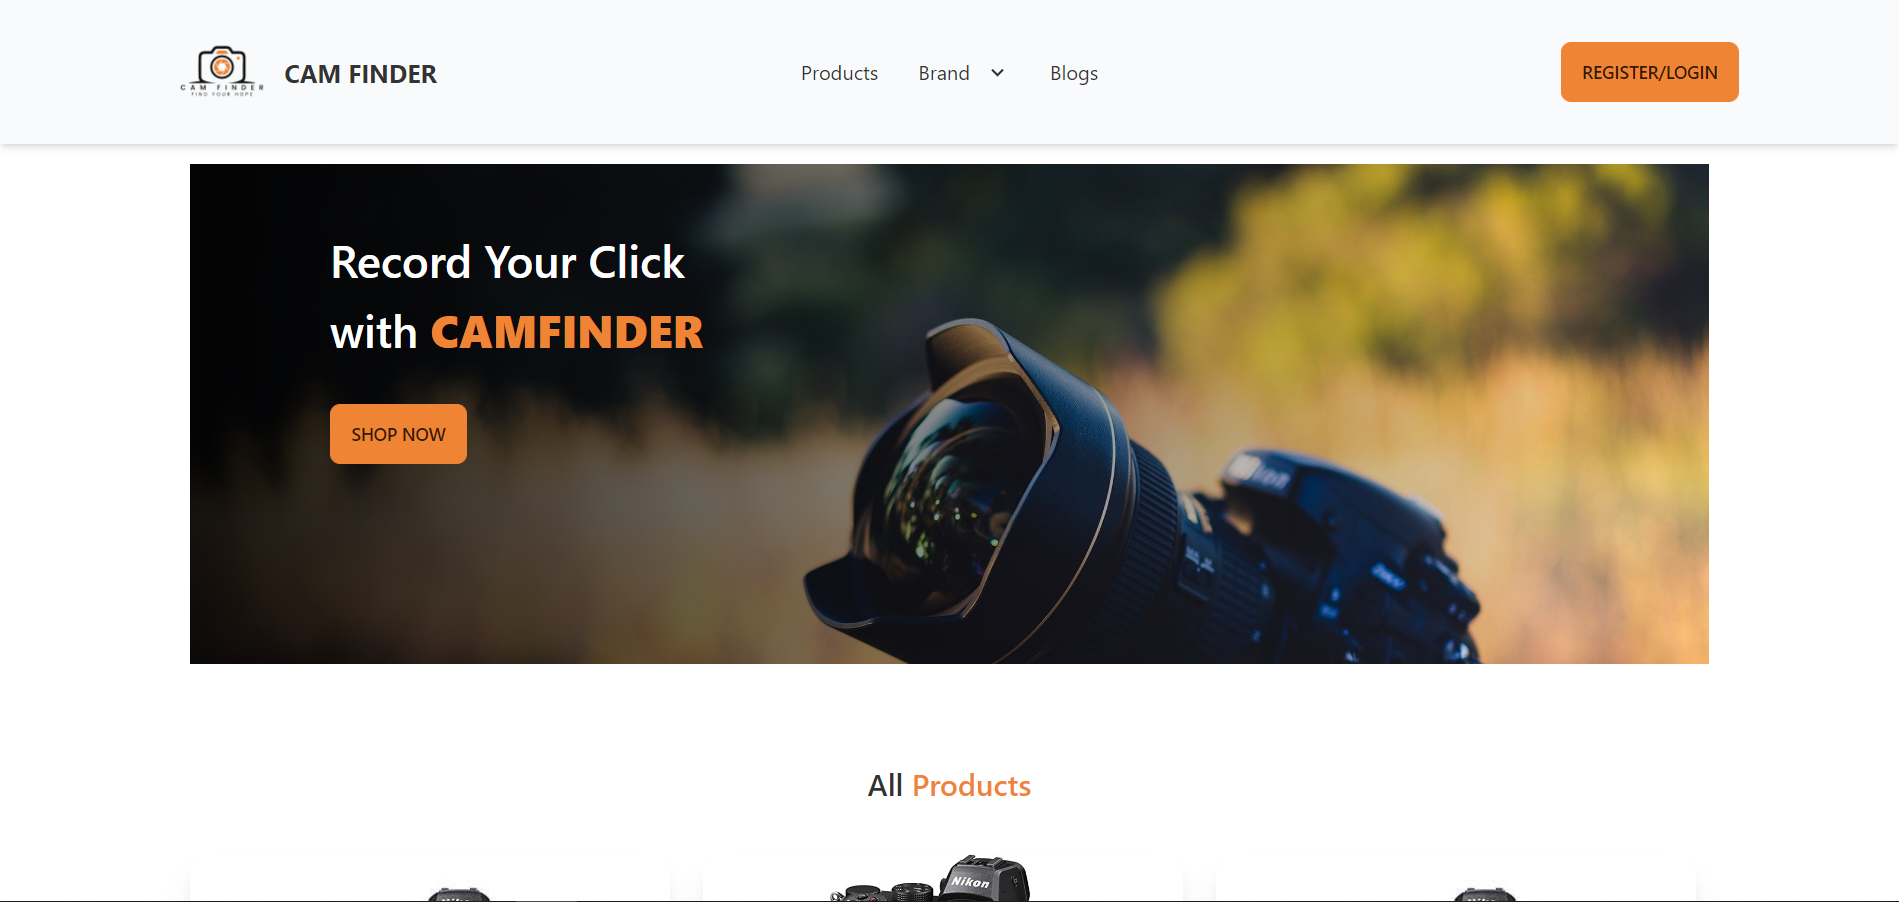 CAM FINDER
FIND YOUR HOPE
CAM FINDER
Products
Brand
Blogs
REGISTER/LOGIN
Record Your Click
with CAMFINDER
SHOP NOW
Nikon
All Products
Nikon